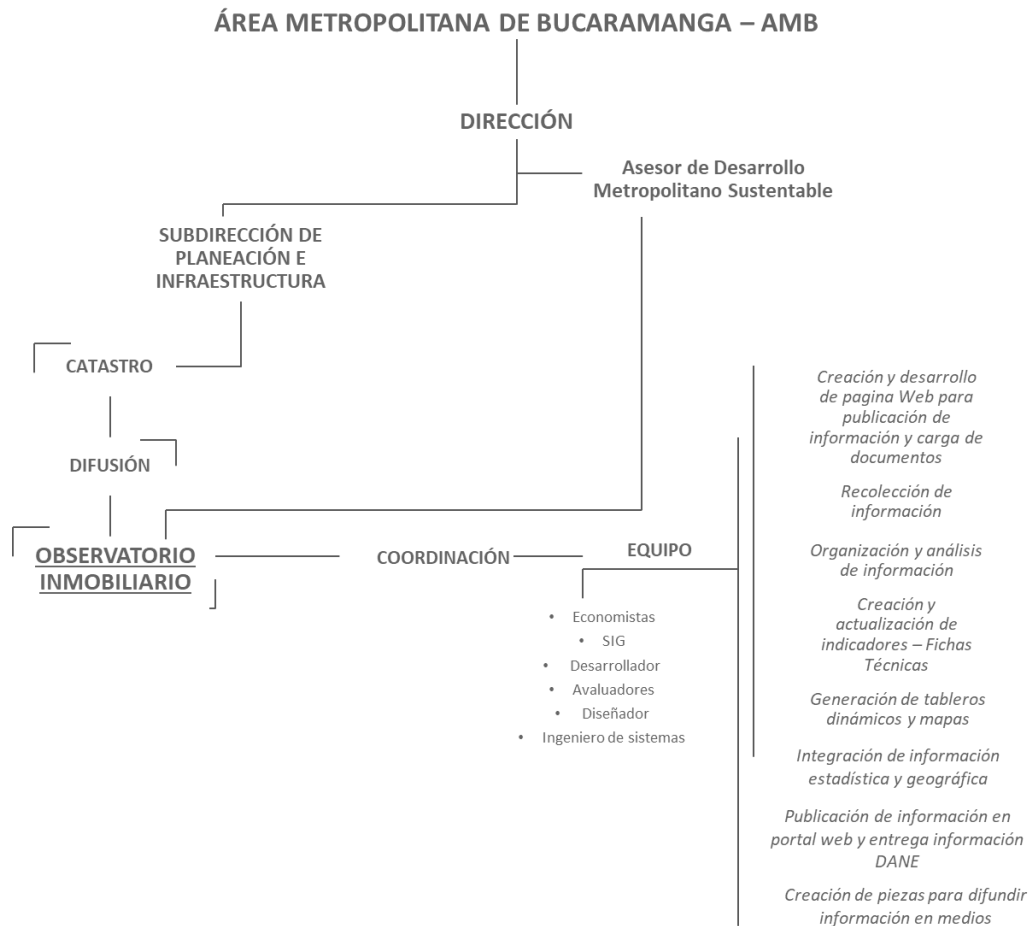 ÁREA METROPOLITANA DE BUCARAMANGA – AMB
DIRECCIÓN
Asesor de Desarrollo
Metropolitano Sustentable
SUBDIRECCIÓN DE
PLANEACIÓN E
INFRAESTRUCTURA
CATASTRO
DIFUSIÓN
OBSERVATORIO
INMOBILIARIO
COORDINACIÓN
EQUIPO
• Economistas
• SIG
• Desarrollador
• Avaluadores
• Diseñador
• Ingeniero de sistemas
Creación y desarrollo
de pagina Web para
publicación de
información y carga de
documentos
Recolección de
información
Organización y análisis
de información
Creación y
actualización de
indicadores – Fichas
Técnicas
Generación de tableros
dinámicos y mapas
Integración de información
estadística y geográfica
Publicación de información en
portal web y entrega información
DANE
Creación de piezas para difundir
información en medios